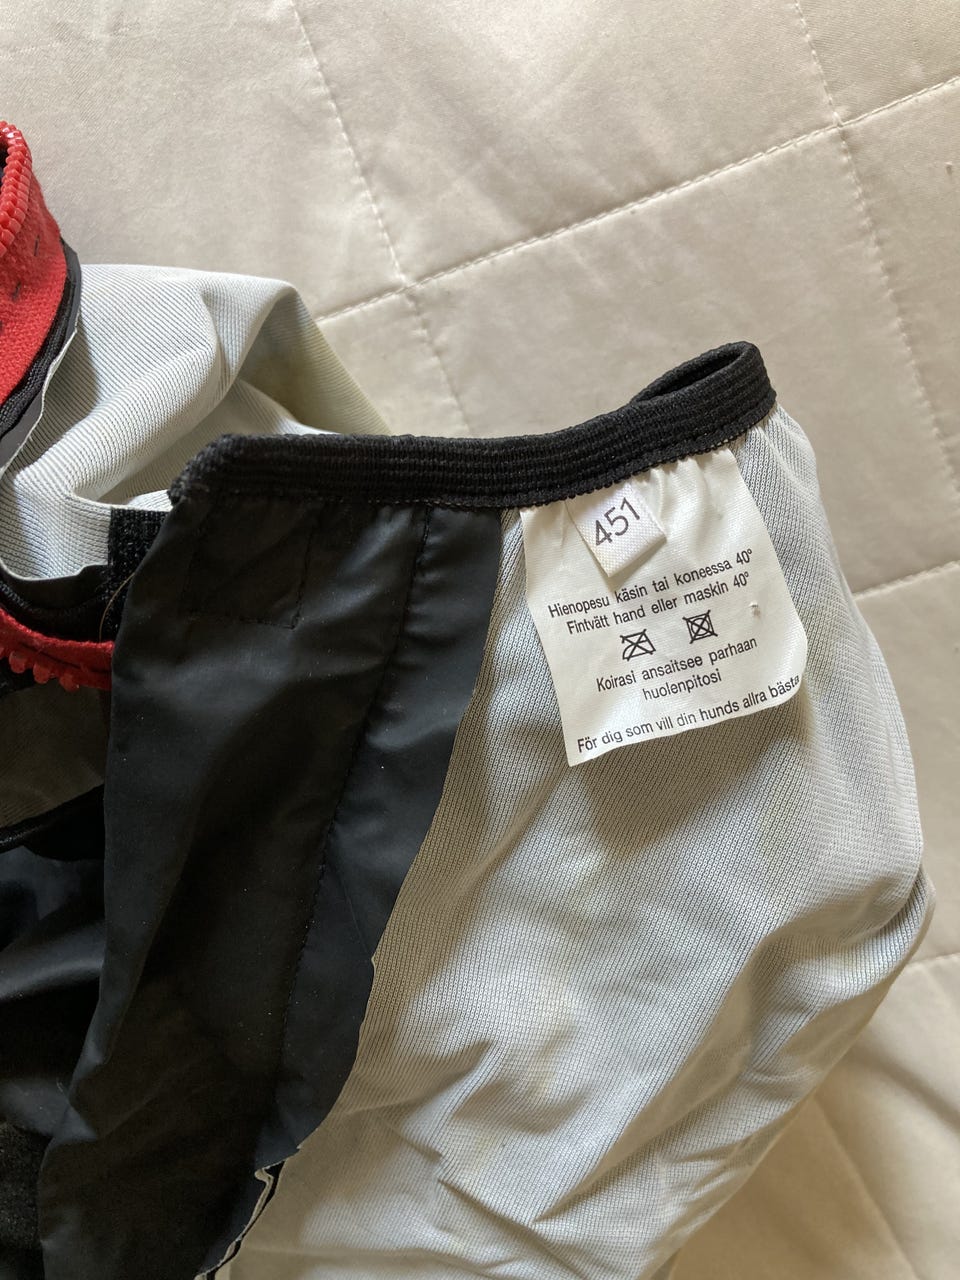 451
Hienopesu käsin tai koneessa 40°
Fintvätt hand eller maskin 40°
Koirasi ansaitsee parhaan
huolenpitosi
För dig som vill din hunds allra bästa